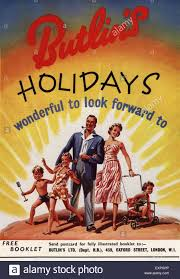 Butlin's
HOLIDAYS
wonderful to look forward to
FREE BOOKLET
Send postcard for fully illustrated booklet to:-
BUTLIN'S LTD. (Dept. H.B.), 439, OXFORD STREET, LONDON, W.1.
alamy stock photo